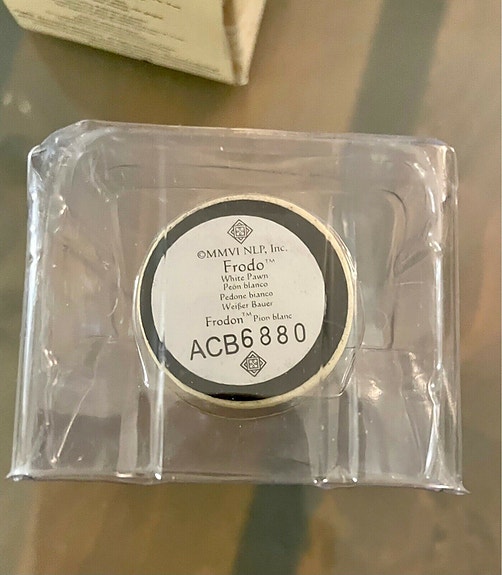 ©MMVI NLP, Inc.
Frodo™
White Pawn
Peón blanco
Pedone bianco
Weißer Bauer
Frodon™ Pion blanc
ACB6880